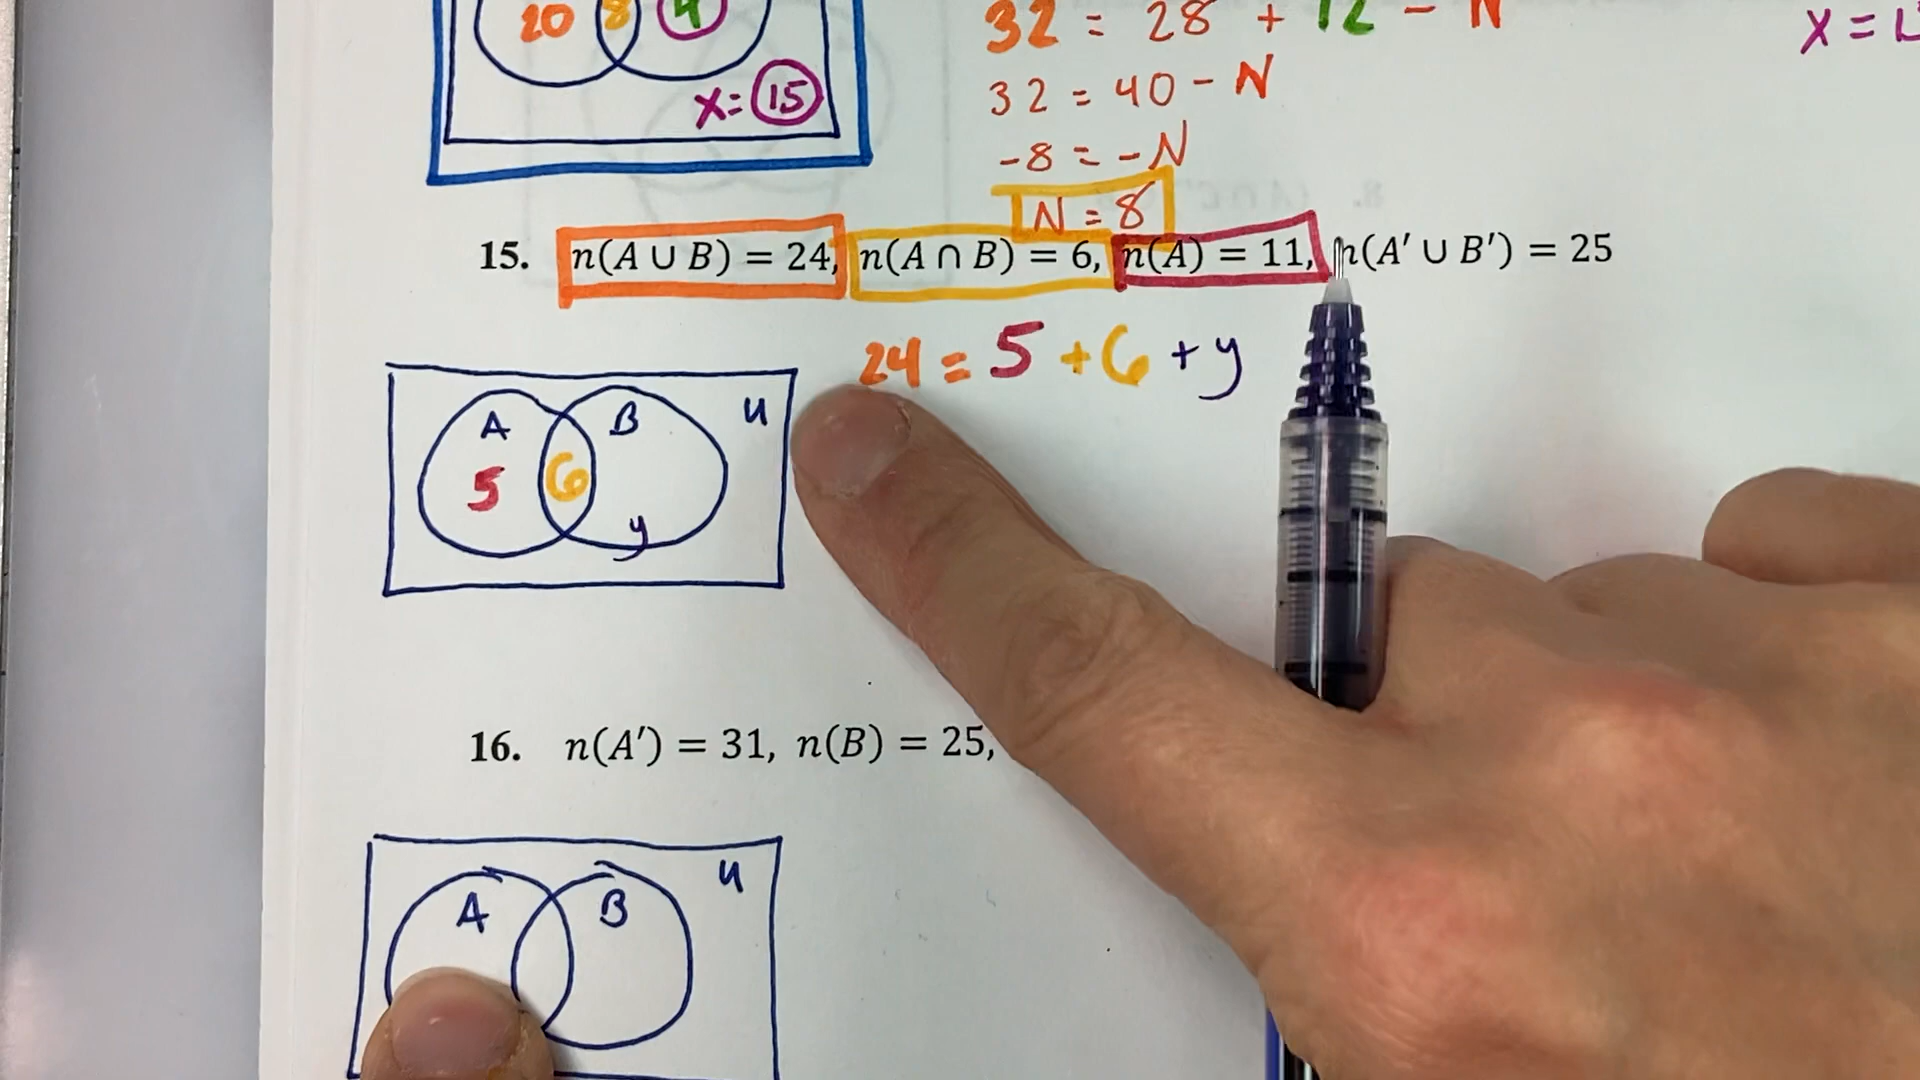 20 8 4
x=15
32 = 28 + 12 - N
32 = 40 - N
-8 = -N
N = 8
15. n(A ∪ B) = 24, n(A ∩ B) = 6, n(A) = 11, n(A′ ∪ B′) = 25
24 = 5 + 6 + y
A B U
5 6
y
16. n(A′) = 31, n(B) = 25,
A B U